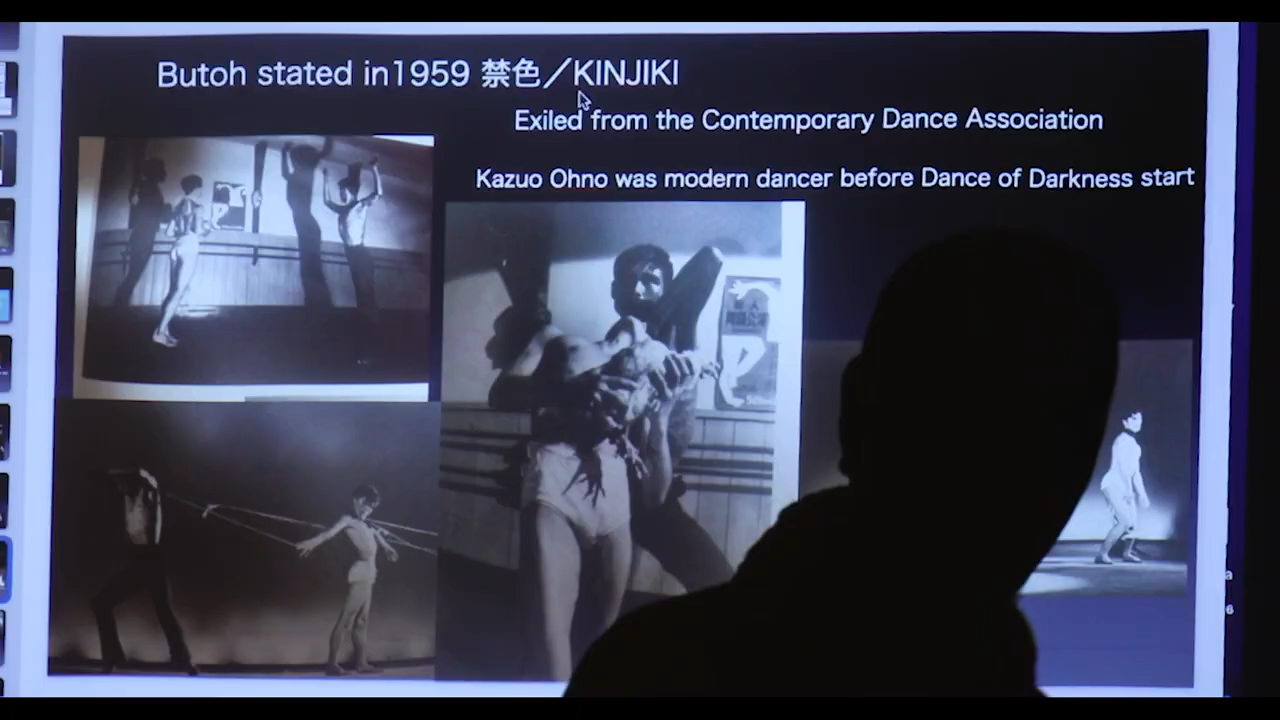 Butoh stated in1959 禁色／KINJIKI
Exiled from the Contemporary Dance Association
Kazuo Ohno was modern dancer before Dance of Darkness start
a
6